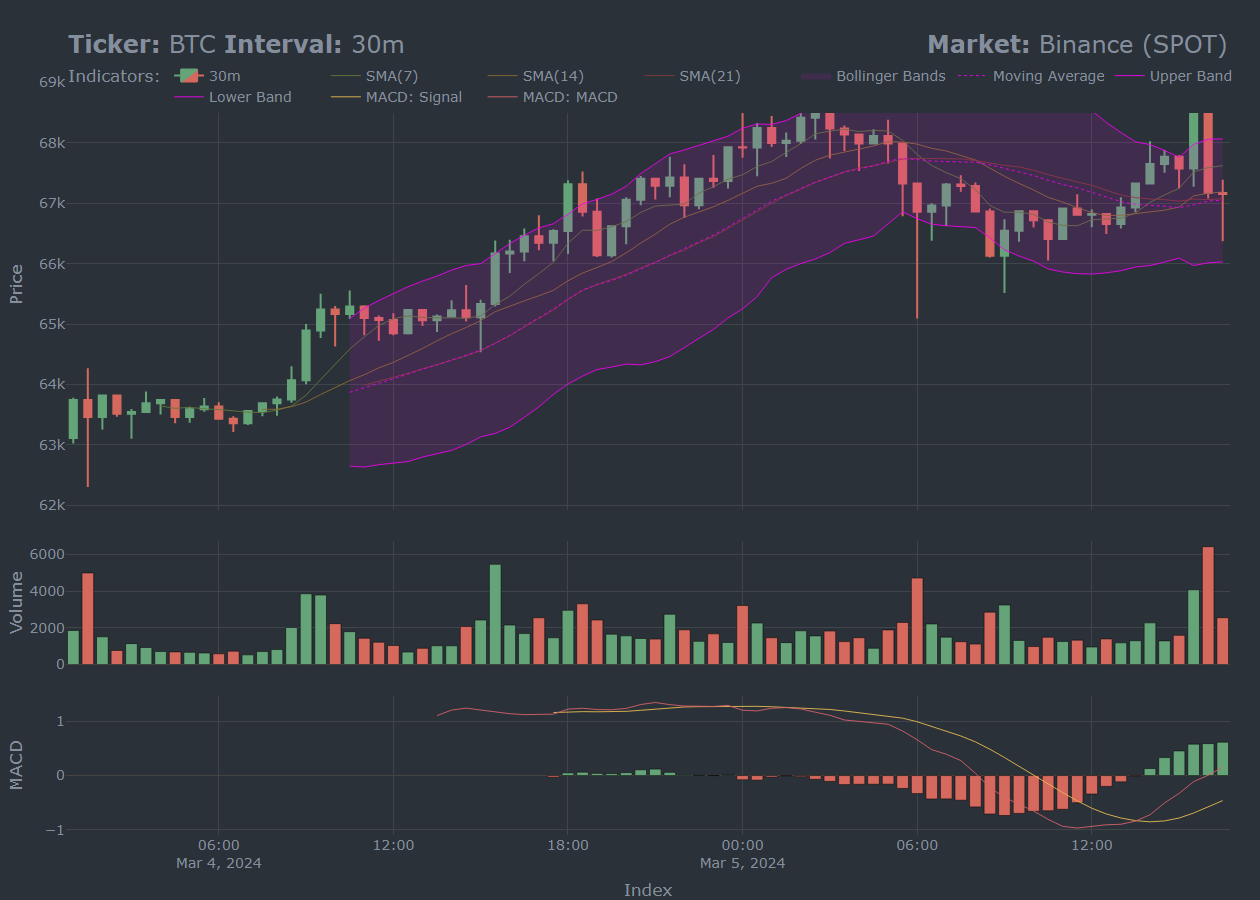 Ticker: BTC Interval: 30m
Market: Binance (SPOT)
Indicators: 30m SMA(7) SMA(14) SMA(21) Bollinger Bands Moving Average Upper Band
Lower Band MACD: Signal MACD: MACD
69k
68k
67k
66k
65k
64k
63k
62k
Price
6000
4000
2000
0
Volume
1
0
−1
MACD
06:00 12:00 18:00 00:00 06:00 12:00
Mar 4, 2024 Mar 5, 2024
Index